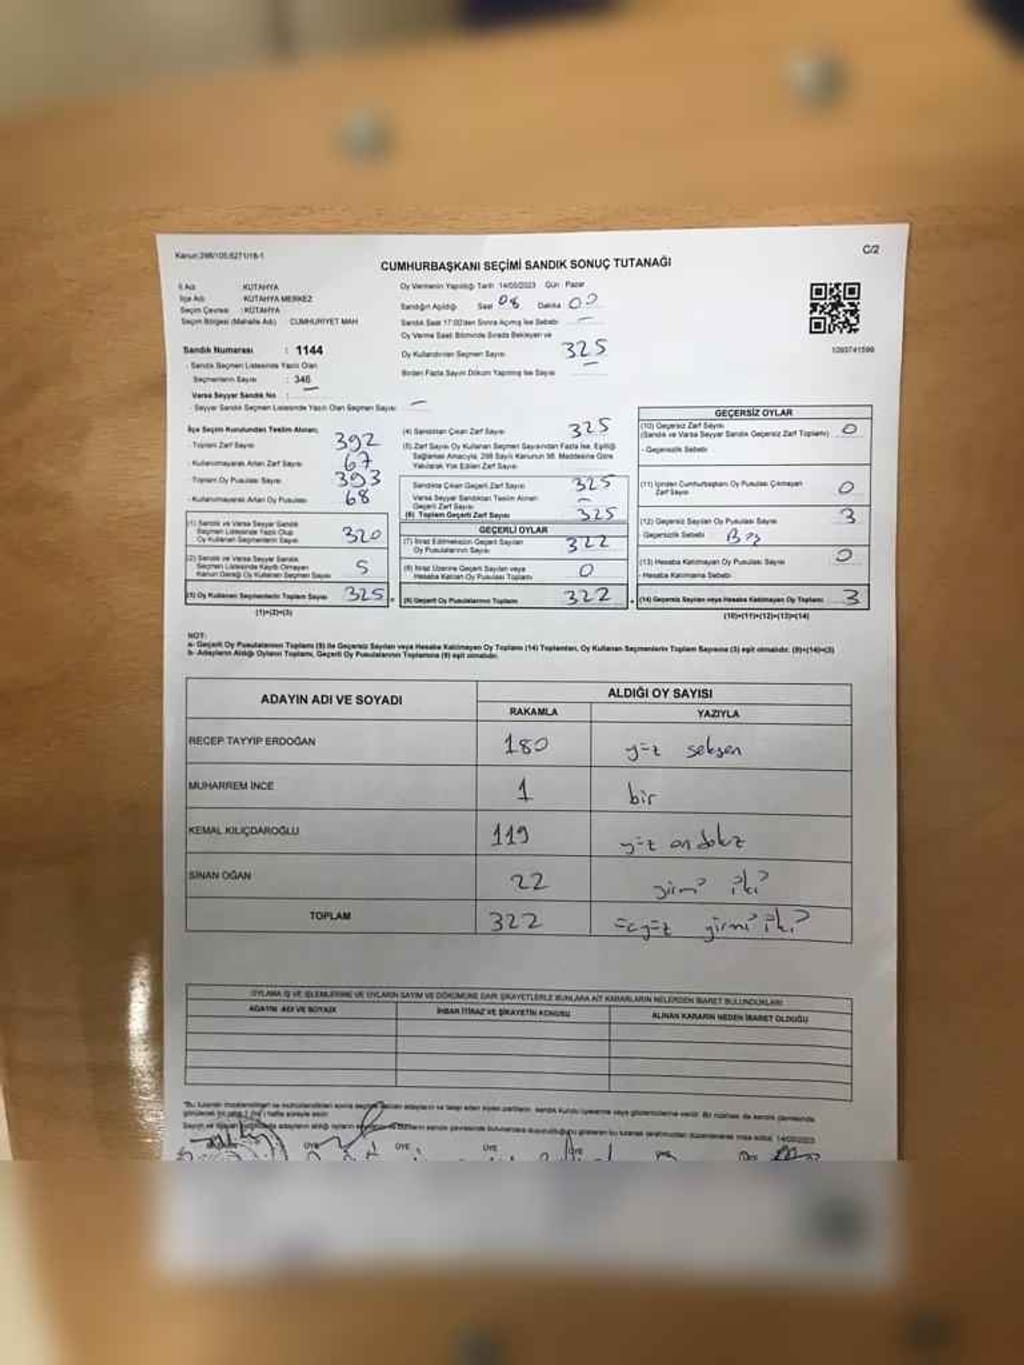 Kanun:298/105;6271/18-1
C/2
CUMHURBAŞKANI SEÇİMİ SANDIK SONUÇ TUTANAĞI
İl Adı : KÜTAHYA
İlçe Adı : KÜTAHYA MERKEZ
Seçim Çevresi : KÜTAHYA
Seçim Bölgesi (Mahalle Adı) CUMHURİYET MAH
Sandık Numarası : 1144
- Sandık Seçmen Listesinde Yazılı Olan
Seçmenlerin Sayısı : 346
Varsa Seyyar Sandık No :
- Seyyar Sandık Seçmen Listesinde Yazılı Olan Seçmen Sayısı : -
Oy Vermenin Yapıldığı Tarih 14/05/2023 Gün Pazar
Sandığın Açıldığı Saat 08 Dakika 00
Sandık Saat 17:00'den Sonra Açılmış İse Sebebi -
Oy Verme Saati Bitiminde Sırada Bekleyen ve
Oy Kullandırılan Seçmen Sayısı 325
Birden Fazla Sayım Döküm Yapılmış İse Sayısı -
1093741599
İlçe Seçim Kurulundan Teslim Alınan;
- Toplam Zarf Sayısı 392
- Kullanılmayarak Artan Zarf Sayısı 67
- Toplam Oy Pusulası Sayısı 393
- Kullanılmayarak Artan Oy Pusulası 68
(1) Sandık ve Varsa Seyyar Sandık
Seçmen Listesinde Yazılı Olup
Oy Kullanan Seçmenlerin Sayısı 320
(2) Sandık ve Varsa Seyyar Sandık
Seçmen Listesinde Kayıtlı Olmayan
Kanun Gereği Oy Kullanan Seçmen Sayısı 5
(3) Oy Kullanan Seçmenlerin Toplam Sayısı 325
(1)+(2)=(3)
(4) Sandıktan Çıkan Zarf Sayısı 325
(5) Zarf Sayısı Oy Kullanan Seçmen Sayısından Fazla İse, Eşitliği
Sağlamak Amacıyla, 298 Sayılı Kanunun 98. Maddesine Göre
Yakılarak Yok Edilen Zarf Sayısı
Sandıkta Çıkan Geçerli Zarf Sayısı 325
Varsa Seyyar Sandıktan Teslim Alınan
Geçerli Zarf Sayısı -
(6) Toplam Geçerli Zarf Sayısı 325
GEÇERLİ OYLAR
(7) İtiraz Edilmeksizin Geçerli Sayılan
Oy Pusulalarının Sayısı 322
(8) İtiraz Üzerine Geçerli Sayılan veya
Hesaba Katılan Oy Pusulası Toplamı 0
(9) Geçerli Oy Pusulalarının Toplamı 322
GEÇERSİZ OYLAR
(10) Geçersiz Zarf Sayısı 0
(Sandık ve Varsa Seyyar Sandık Geçersiz Zarf Toplamı)
- Geçersizlik Sebebi:
(11) İçinden Cumhurbaşkanı Oy Pusulası Çıkmayan
Zarf Sayısı 0
(12) Geçersiz Sayılan Oy Pusulası Sayısı 3
- Geçersizlik Sebebi:
(13) Hesaba Katılmayan Oy Pusulası Sayısı 0
- Hesaba Katılmama Sebebi:
(14) Geçersiz Sayılan veya Hesaba Katılmayan Oy Toplamı 3
(10)+(11)+(12)+(13)=(14)
NOT:
a- Geçerli Oy Pusulalarının Toplamı (9) ile Geçersiz Sayılan veya Hesaba Katılmayan Oy Toplamı (14) Toplamları, Oy Kullanan Seçmenlerin Toplam Sayısına (3) eşit olmalıdır. (9)+(14)=(3)
b- Adayların Aldığı Oyların Toplamı, Geçerli Oy Pusulalarının Toplamına (9) eşit olmalıdır.
ADAYIN ADI VE SOYADI
ALDIĞI OY SAYISI
RAKAMLA YAZIYLA
RECEP TAYYİP ERDOĞAN 180 yüz seksen
MUHARREM İNCE 1 bir
KEMAL KILIÇDAROĞLU 119 yüz on dokuz
SİNAN OĞAN 22 yirmi iki
TOPLAM 322 üçyüz yirmi iki
OYLAMA İŞ VE İŞLEMLERİNE VE OYLARIN SAYIM VE DÖKÜMÜNE DAİR ŞİKAYETLERLE BUNLARA AİT KARARLARIN NELERDEN İBARET BULUNDUKLARI
ADAYIN ADI VE SOYADI İHBAR İTİRAZ VE ŞİKAYETİN KONUSU ALINAN KARARIN NEDEN İBARET OLDUĞU
ÜYE ÜYE ÜYE